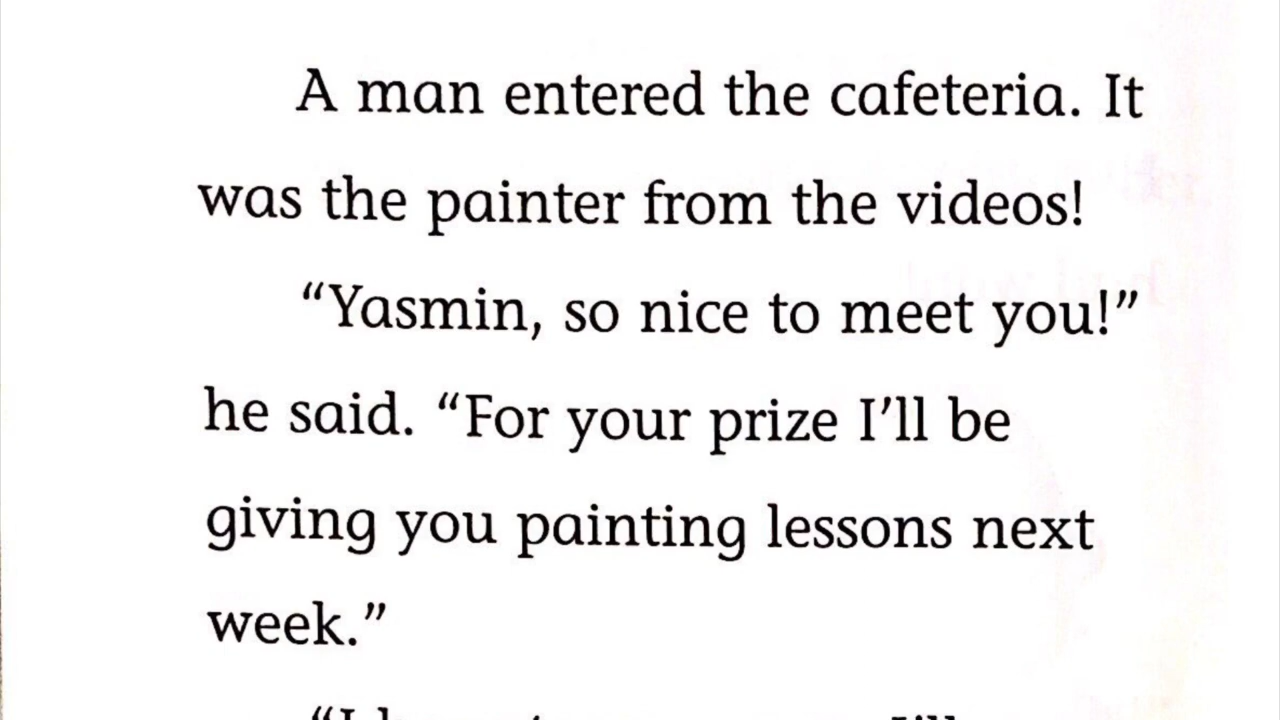 A man entered the cafeteria. It
was the painter from the videos!
“Yasmin, so nice to meet you!”
he said. “For your prize I’ll be
giving you painting lessons next
week.”